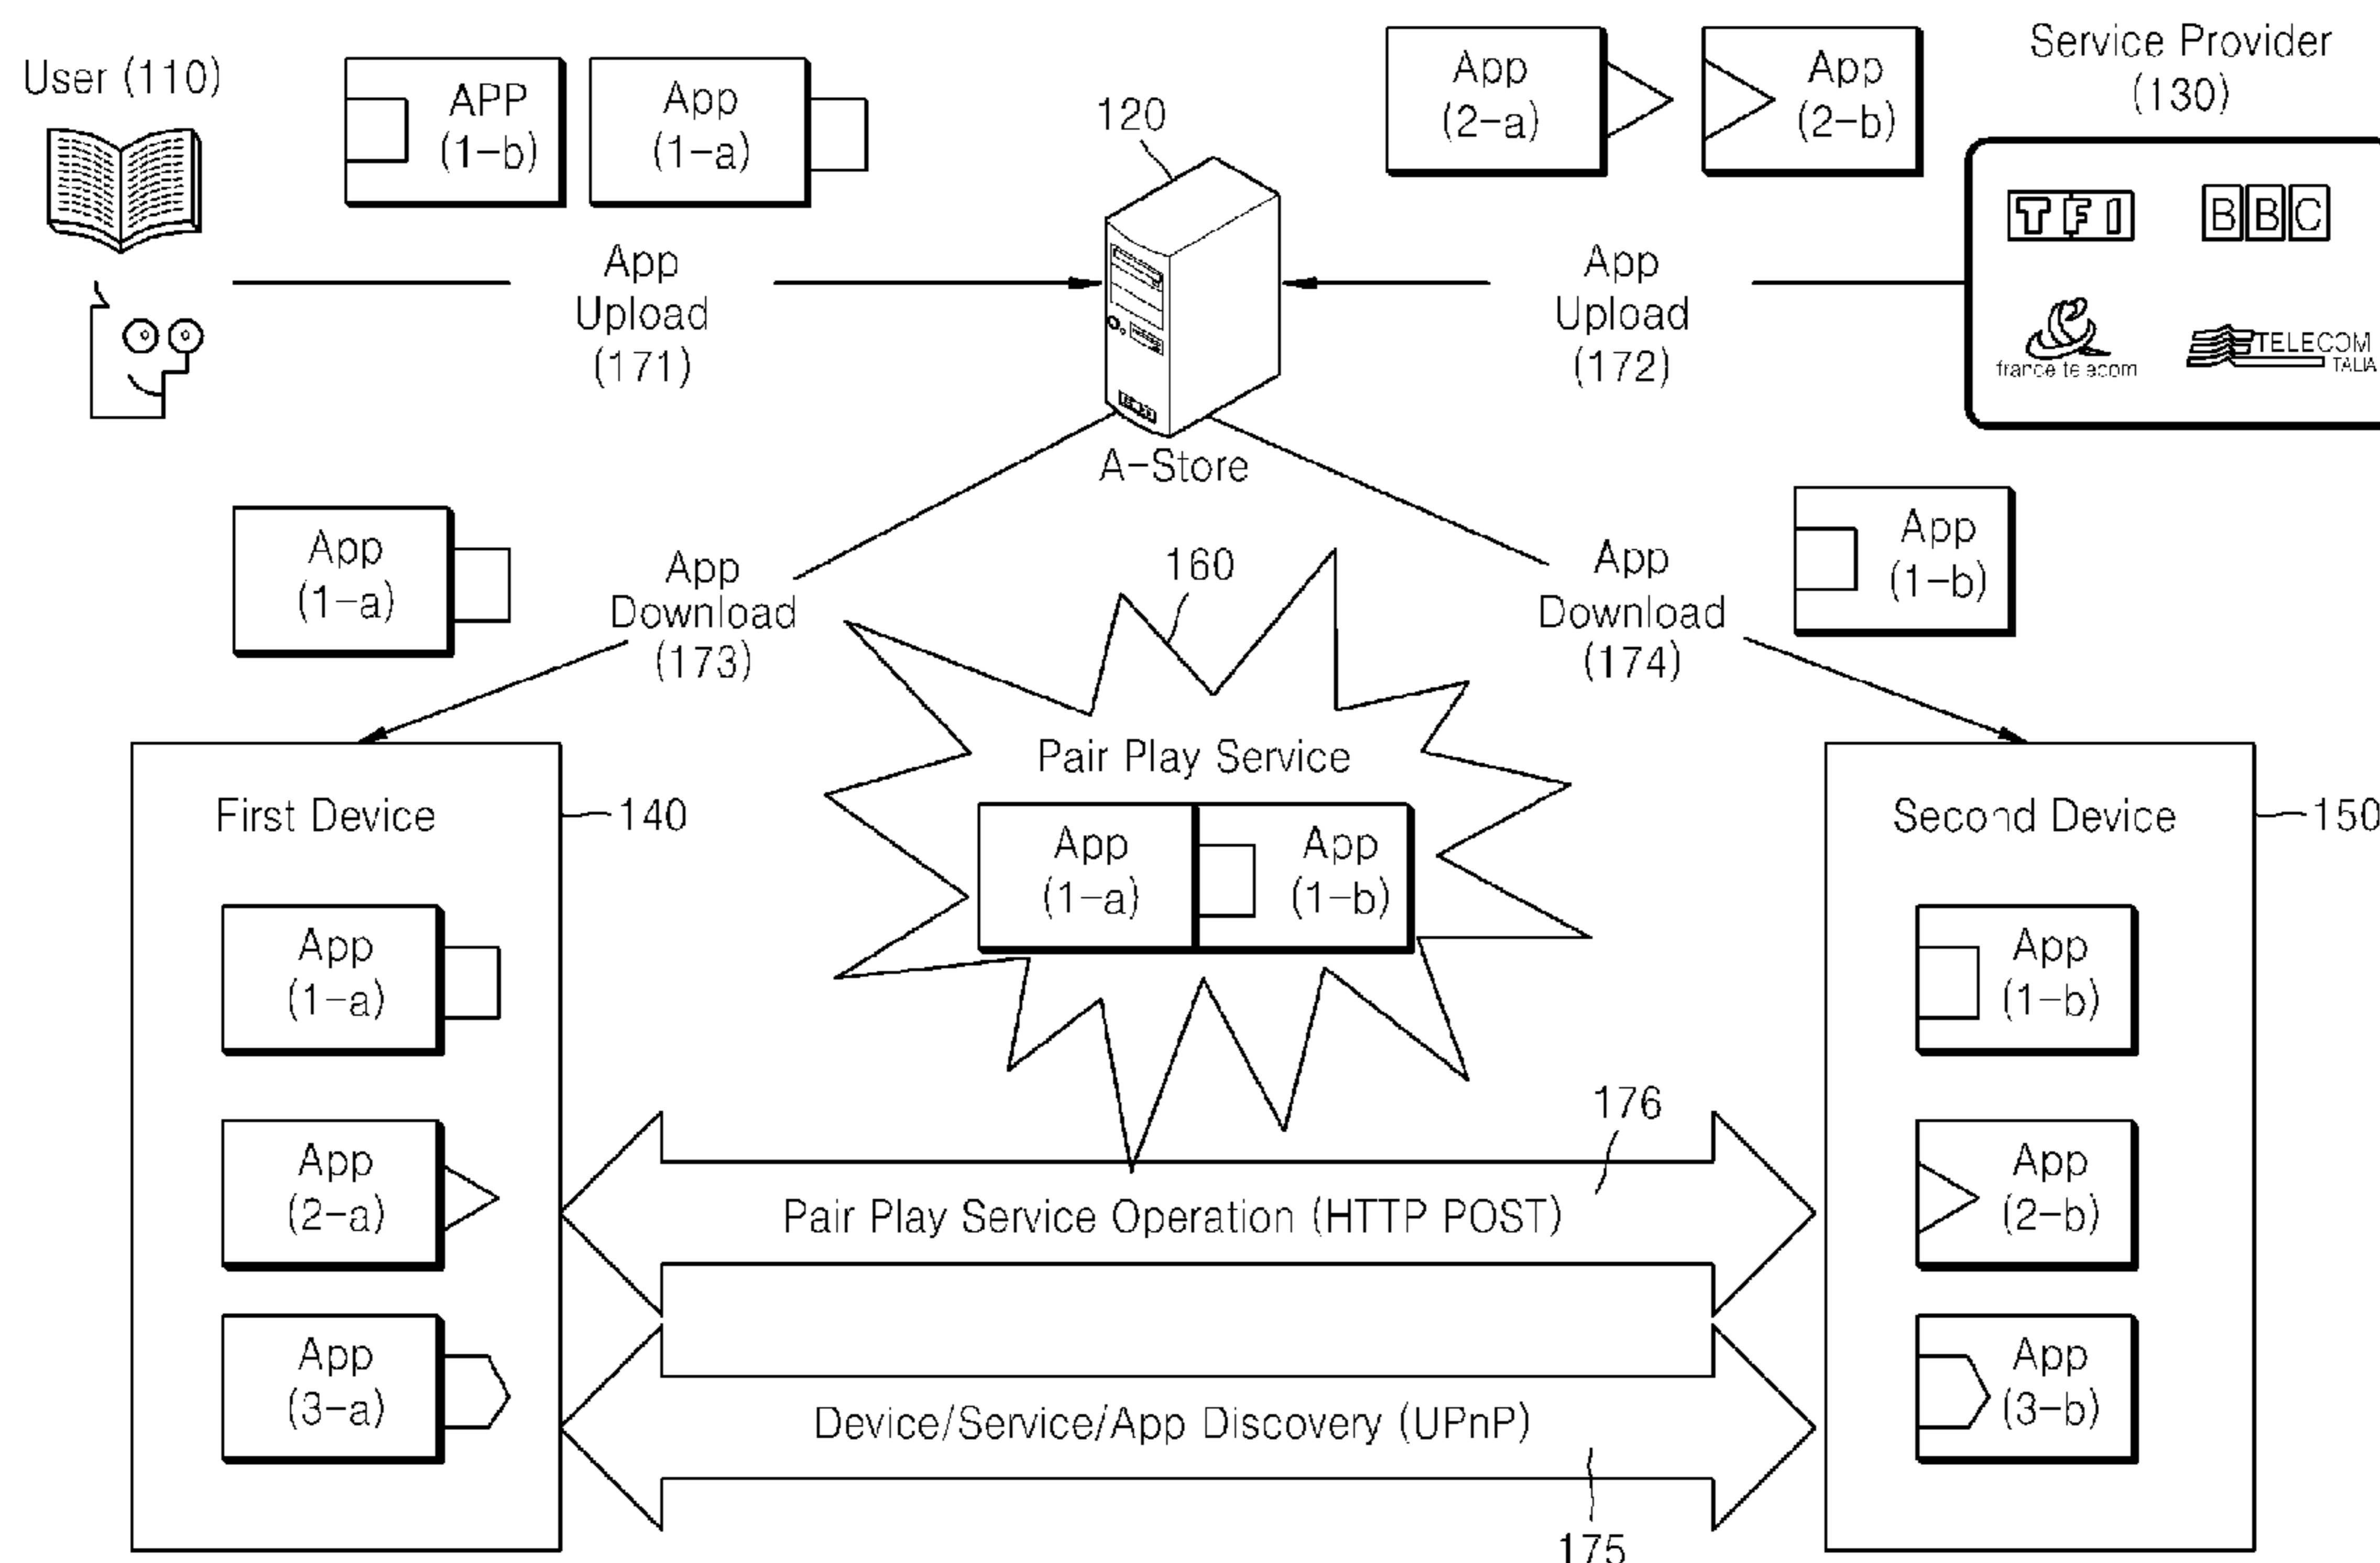 User (110)
APP
(1-b)
App
(1-a)
120
App
(2-a)
App
(2-b)
Service Provider
(130)
TF1
BBC
france telecom
TELECOM
TALIA
App
Upload
(171)
App
Upload
(172)
A-Store
App
(1-a)
App
Download
(173)
160
App
Download
(174)
App
(1-b)
First Device
140
Pair Play Service
App
(1-a)
App
(1-b)
Second Device
150
App
(1-a)
App
(2-a)
App
(3-a)
176
Pair Play Service Operation (HTTP POST)
Device/Service/App Discovery (UPnP)
175
App
(1-b)
App
(2-b)
App
(3-b)